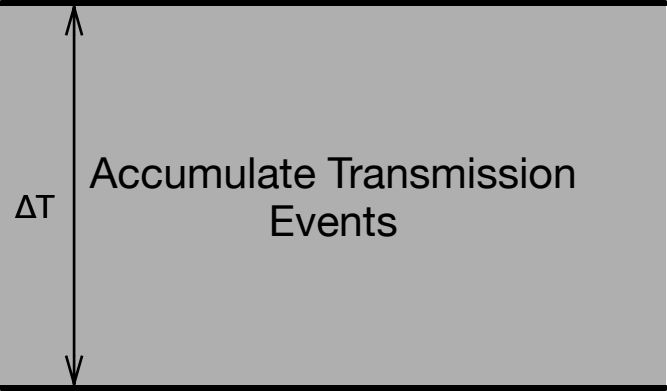 Accumulate Transmission
ΔT
Events